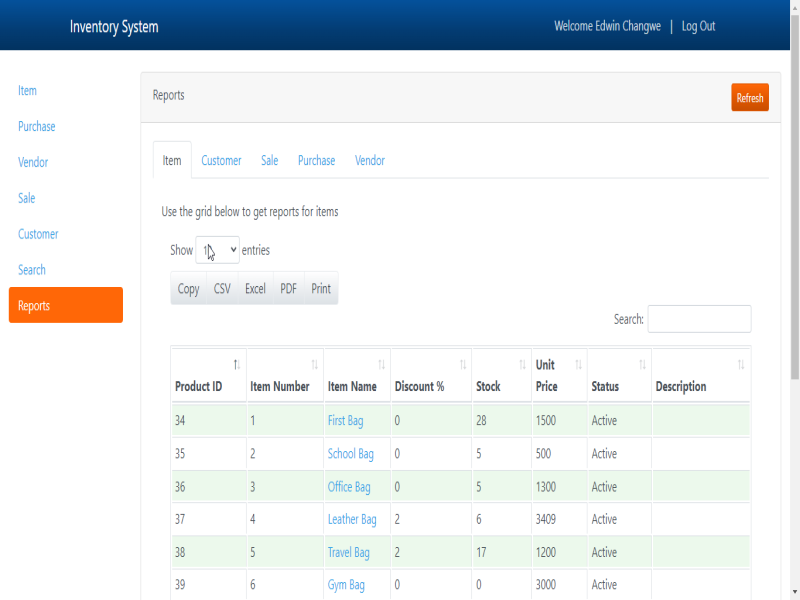 Inventory System
Welcome Edwin Changwe | Log Out
Item
Purchase
Vendor
Sale
Customer
Search
Reports
Reports
Refresh
Item Customer Sale Purchase Vendor
Use the grid below to get reports for items
Show entries
Copy CSV Excel PDF Print
Search:
Product ID Item Number Item Name Discount % Stock Unit Price Status Description
34 1 First Bag 0 28 1500 Active
35 2 School Bag 0 5 500 Active
36 3 Office Bag 0 5 1300 Active
37 4 Leather Bag 2 6 3409 Active
38 5 Travel Bag 2 17 1200 Active
39 6 Gym Bag 0 0 3000 Active